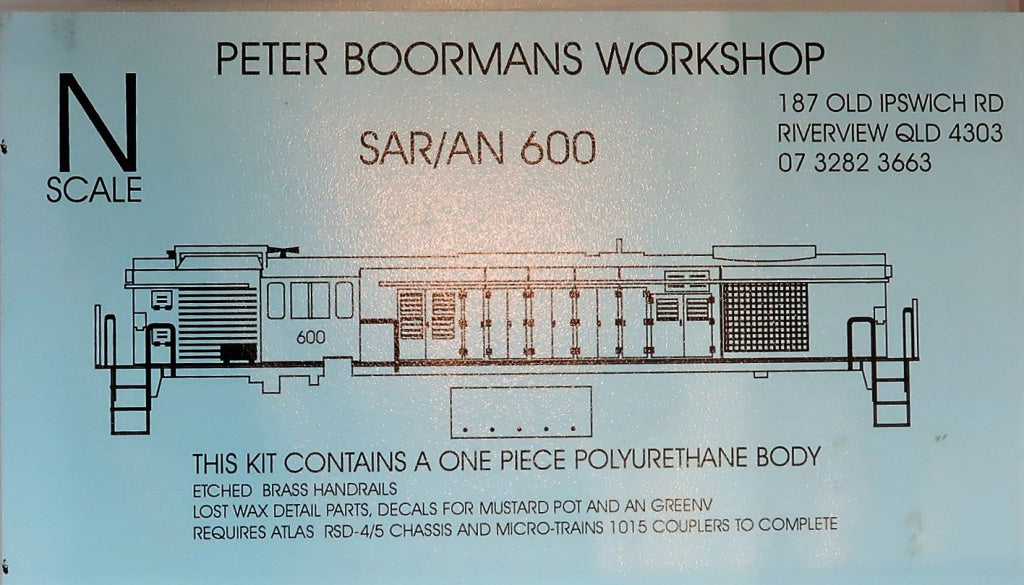 PETER BOORMANS WORKSHOP
N
SCALE
187 OLD IPSWICH RD
RIVERVIEW QLD 4303
07 3282 3663
SAR/AN 600
600
THIS KIT CONTAINS A ONE PIECE POLYURETHANE BODY
ETCHED BRASS HANDRAILS
LOST WAX DETAIL PARTS, DECALS FOR MUSTARD POT AND AN GREENV
REQUIRES ATLAS RSD-4/5 CHASSIS AND MICRO-TRAINS 1015 COUPLERS TO COMPLETE